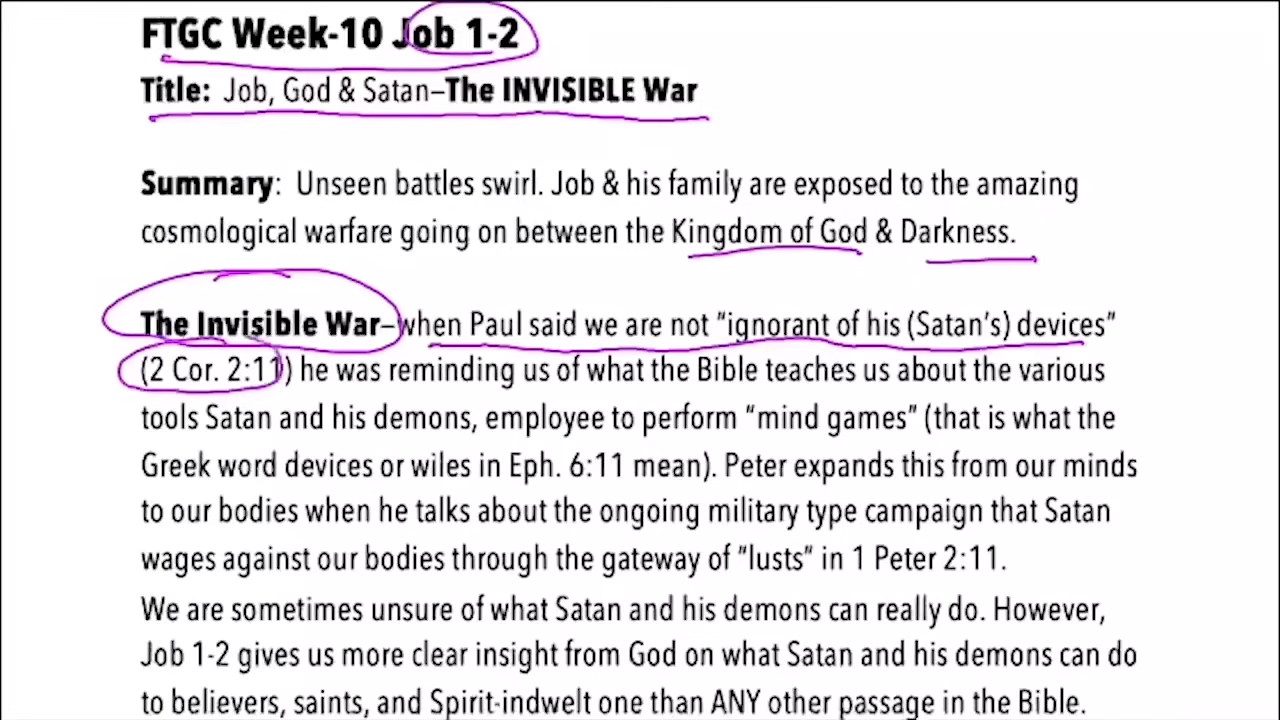 FTGC Week-10 Job 1-2
Title: Job, God & Satan–The INVISIBLE War
Summary: Unseen battles swirl. Job & his family are exposed to the amazing
cosmological warfare going on between the Kingdom of God & Darkness.
The Invisible War–when Paul said we are not “ignorant of his (Satan’s) devices”
(2 Cor. 2:11) he was reminding us of what the Bible teaches us about the various
tools Satan and his demons, employee to perform “mind games” (that is what the
Greek word devices or wiles in Eph. 6:11 mean). Peter expands this from our minds
to our bodies when he talks about the ongoing military type campaign that Satan
wages against our bodies through the gateway of “lusts” in 1 Peter 2:11.
We are sometimes unsure of what Satan and his demons can really do. However,
Job 1-2 gives us more clear insight from God on what Satan and his demons can do
to believers, saints, and Spirit-indwelt one than ANY other passage in the Bible.